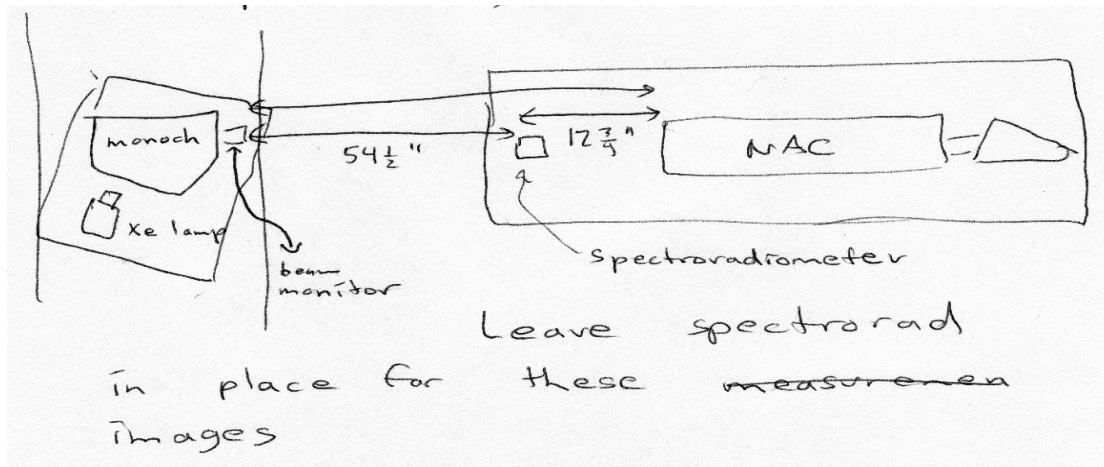 monoch
Xe lamp
beam
monitor
54 1/2 "
12 3/4 "
MAC
spectroradiometer
Leave spectrorad
in place for these measuremen
images